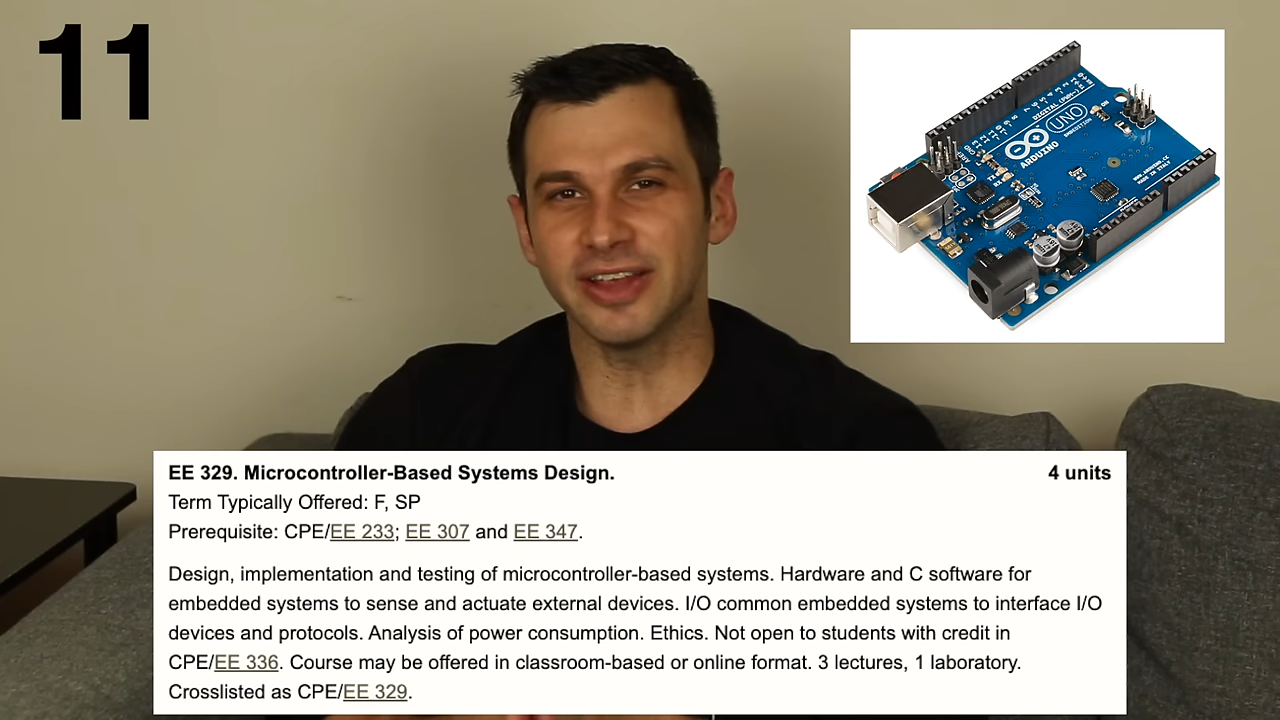 11
DIGITAL (PWM~)
UNO
ARDUINO
EE 329. Microcontroller-Based Systems Design. 4 units
Term Typically Offered: F, SP
Prerequisite: CPE/EE 233; EE 307 and EE 347.
Design, implementation and testing of microcontroller-based systems. Hardware and C software for
embedded systems to sense and actuate external devices. I/O common embedded systems to interface I/O
devices and protocols. Analysis of power consumption. Ethics. Not open to students with credit in
CPE/EE 336. Course may be offered in classroom-based or online format. 3 lectures, 1 laboratory.
Crosslisted as CPE/EE 329.